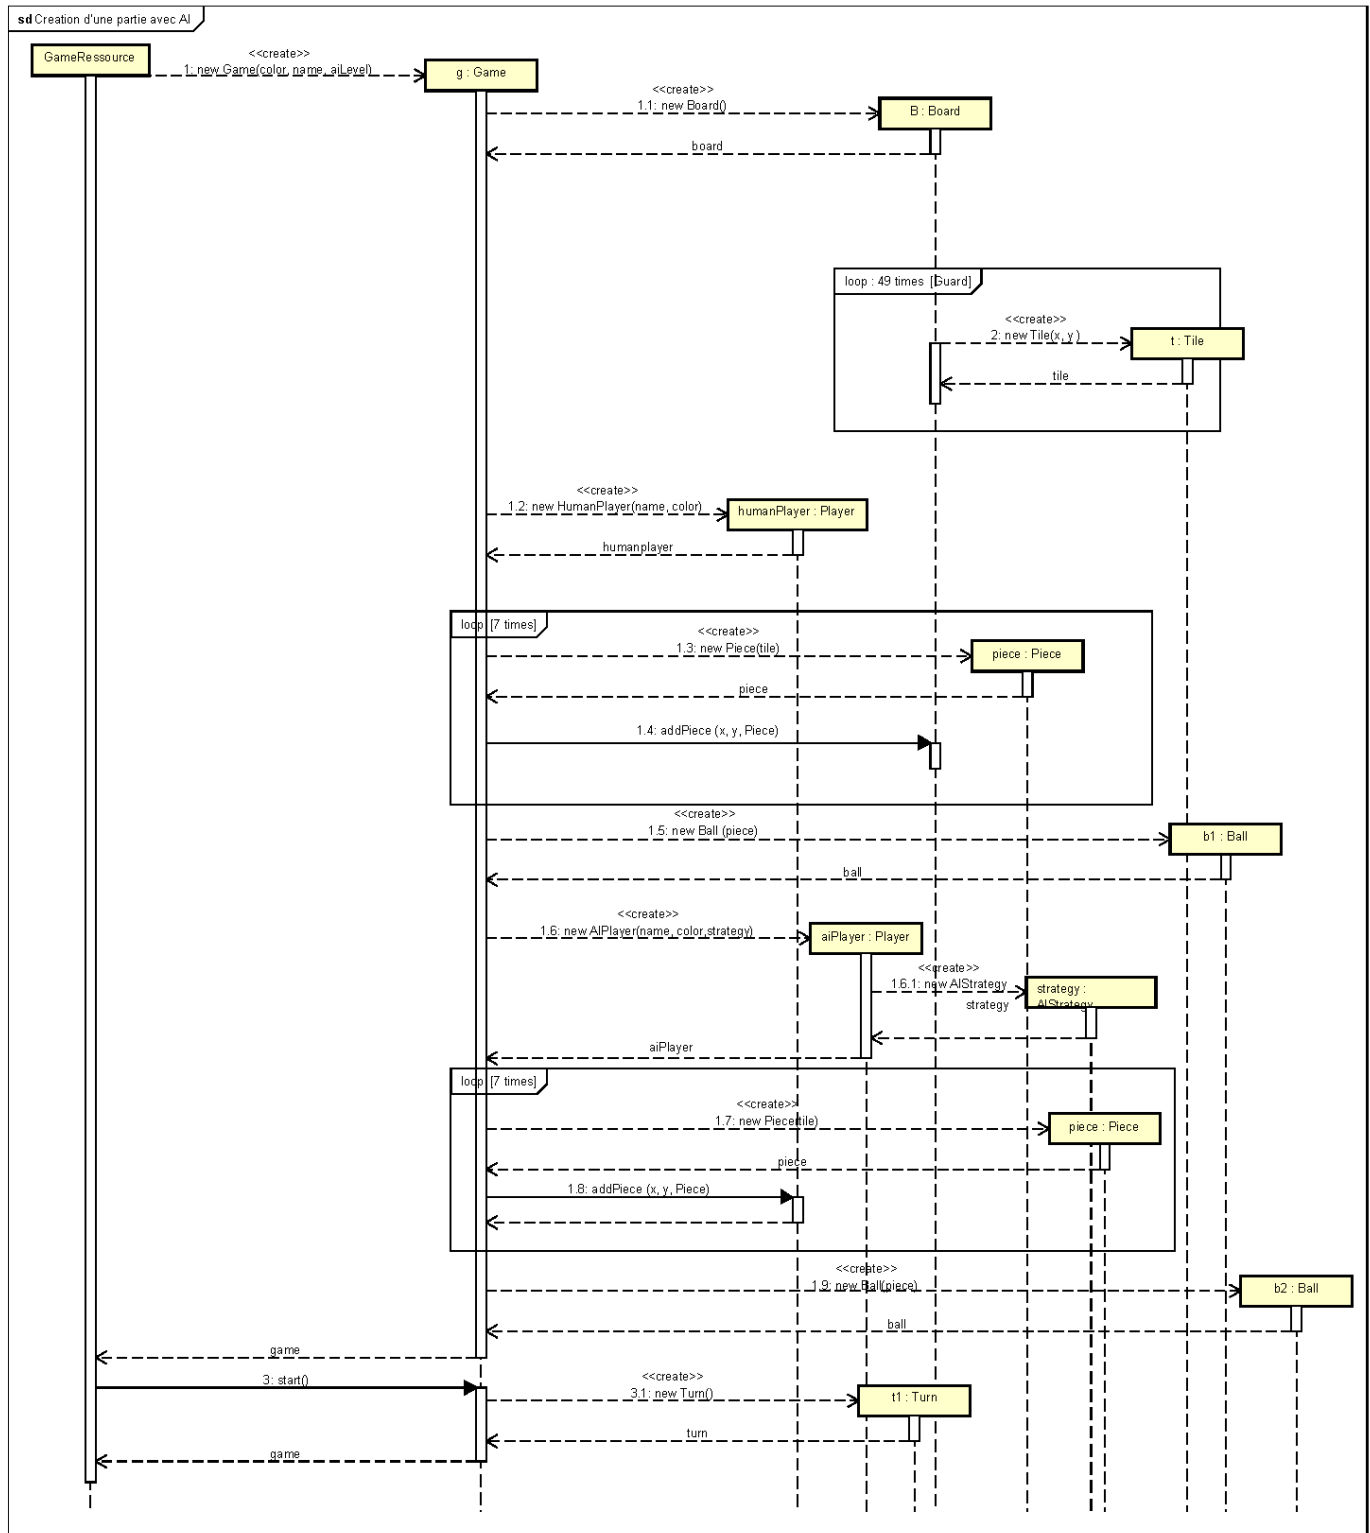 sd Creation d'une partie avec AI
GameRessource
<<create>>
1: new Game(color, name, aiLevel)
g : Game
<<create>>
1.1: new Board()
B : Board
board
loop : 49 times [Guard]
<<create>>
2: new Tile(x, y )
t : Tile
tile
<<create>>
1.2: new HumanPlayer(name, color)
humanPlayer : Player
humanplayer
loop [7 times]
<<create>>
1.3: new Piece(tile)
piece : Piece
piece
1.4: addPiece (x, y, Piece)
<<create>>
1.5: new Ball (piece)
b1 : Ball
ball
<<create>>
1.6: new AIPlayer(name, color,strategy)
aiPlayer : Player
<<create>>
1.6.1: new AIStrategy
strategy :
AIStrategy
strategy
aiPlayer
loop [7 times]
<<create>>
1.7: new Piece(tile)
piece : Piece
piece
1.8: addPiece (x, y, Piece)
<<create>>
1.9: new Ball(piece)
b2 : Ball
ball
game
3: start()
<<create>>
3.1: new Turn()
t1 : Turn
turn
game